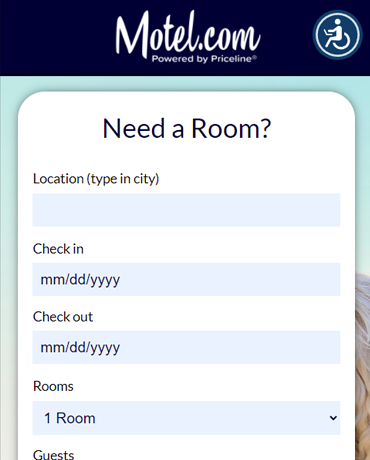 Motel.com
Powered by Priceline®
Need a Room?
Location (type in city)
Check in
mm/dd/yyyy
Check out
mm/dd/yyyy
Rooms
1 Room
Guests